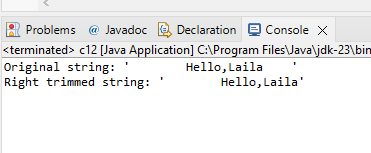 Problems @ Javadoc Declaration Console ×
<terminated> c12 [Java Application] C:\Program Files\Java\jdk-23\bin
Original string: '        Hello,Laila    '
Right trimmed string: '        Hello,Laila'